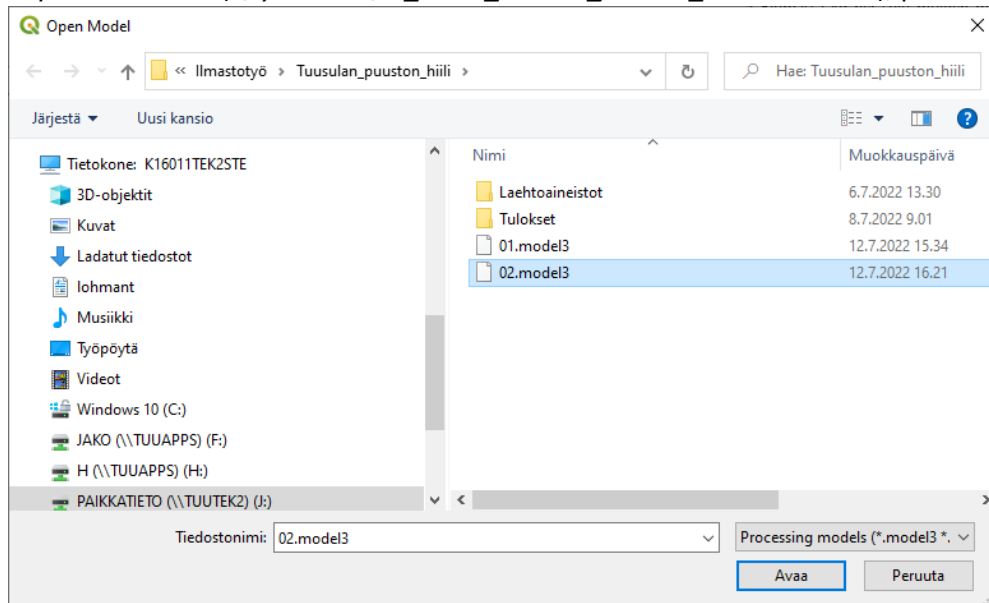 Open Model
« Ilmastotyö › Tuusulan_puuston_hiili ›
Hae: Tuusulan_puuston_hiili
Järjestä Uusi kansio
Tietokone: K16011TEK2STE
3D-objektit
Kuvat
Ladatut tiedostot
lohmant
Musiikki
Työpöytä
Videot
Windows 10 (C:)
JAKO (\\TUUAPPS) (F:)
H (\\TUUAPPS) (H:)
PAIKKATIETO (\\TUUTEK2) (J:)
Nimi Muokkauspäivä
Laehtoaineistot 6.7.2022 13.30
Tulokset 8.7.2022 9.01
01.model3 12.7.2022 15.34
02.model3 12.7.2022 16.21
Tiedostonimi: 02.model3
Processing models (*.model3 *.
Avaa Peruuta